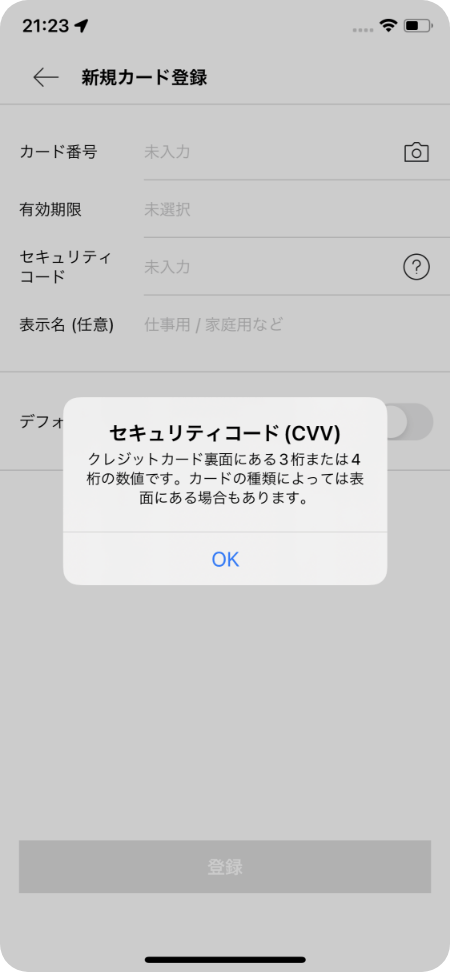 21:23
新規カード登録
カード番号 未入力
有効期限 未選択
セキュリティ
コード
未入力
?
表示名 (任意) 仕事用 / 家庭用など
デフォ
セキュリティコード (CVV)
クレジットカード裏面にある3桁または4
桁の数値です。カードの種類によっては表
面にある場合もあります。
OK
登録